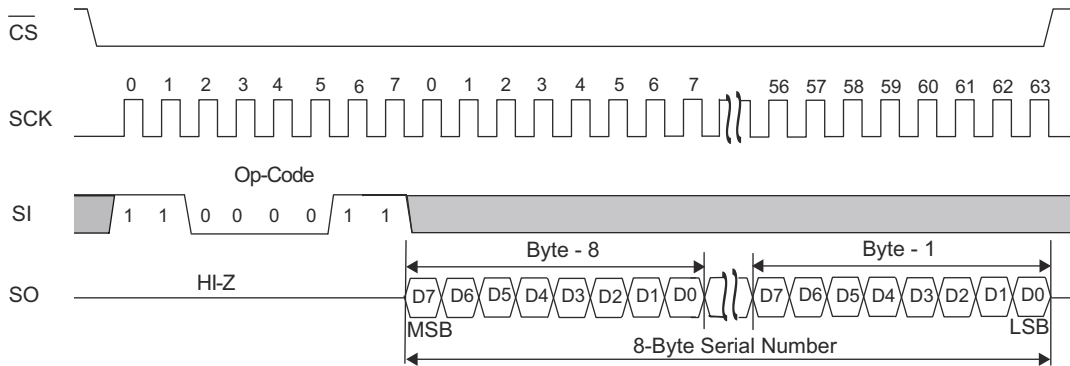 CS
0 1 2 3 4 5 6 7 0 1 2 3 4 5 6 7 56 57 58 59 60 61 62 63
SCK
Op-Code
SI 1 1 0 0 0 0 1 1
Byte - 8 Byte - 1
HI-Z
SO D7 D6 D5 D4 D3 D2 D1 D0 D7 D6 D5 D4 D3 D2 D1 D0
MSB LSB
8-Byte Serial Number